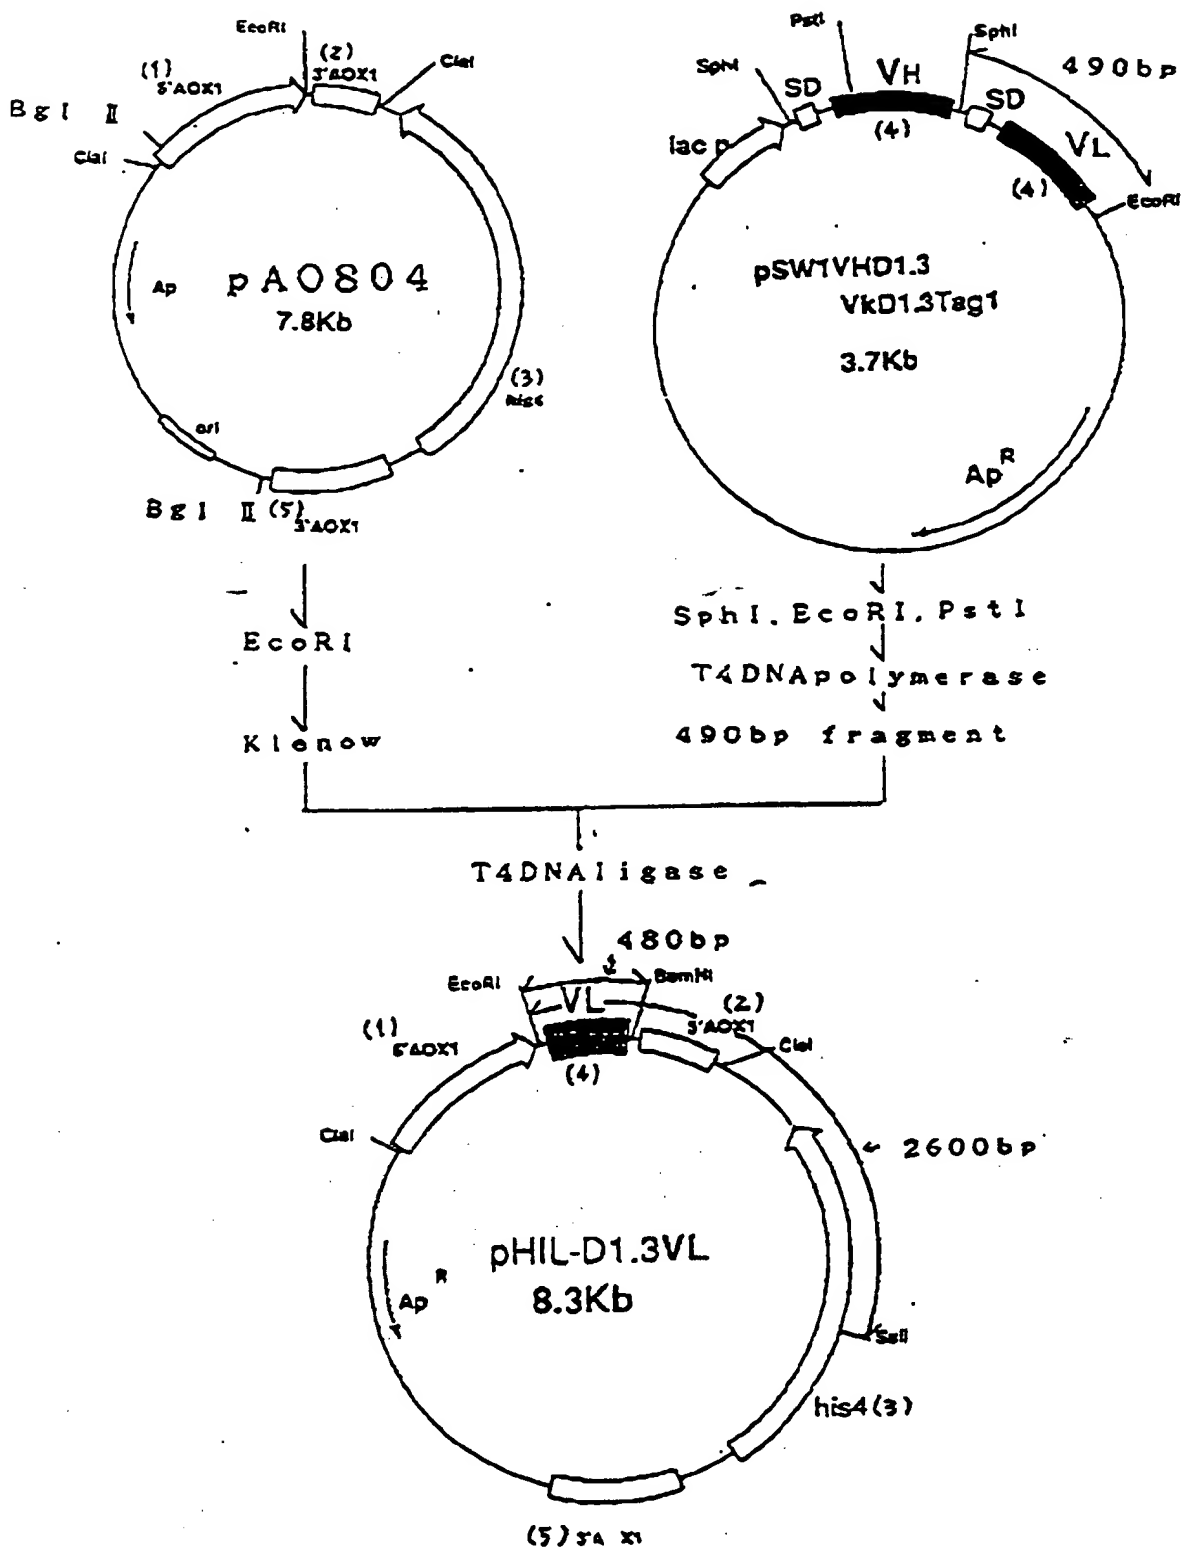 EcoRI
(2)
3'AOX1
ClaI
(1)
5'AOX1
BglⅡ
ClaI
Ap
pAO804
7.8Kb
(3)
his4
ori
BglⅡ
(5)
3'AOX1
PstI
SphI
VH
SphI
490bp
SD
SD
lac p
(4)
VL
(4)
EcoRI
pSW1VHD1.3
VkD1.3Tag1
3.7Kb
Ap R
EcoRI
Klenow
SphI, EcoRI, PstI
T4DNApolymerase
490bp fragment
T4DNAligase
480bp
EcoRI
BamHI
VL
(2)
3'AOX1
(1)
5'AOX1
ClaI
(4)
ClaI
2600bp
pHIL-D1.3VL
8.3Kb
Ap R
his4(3)
(5)